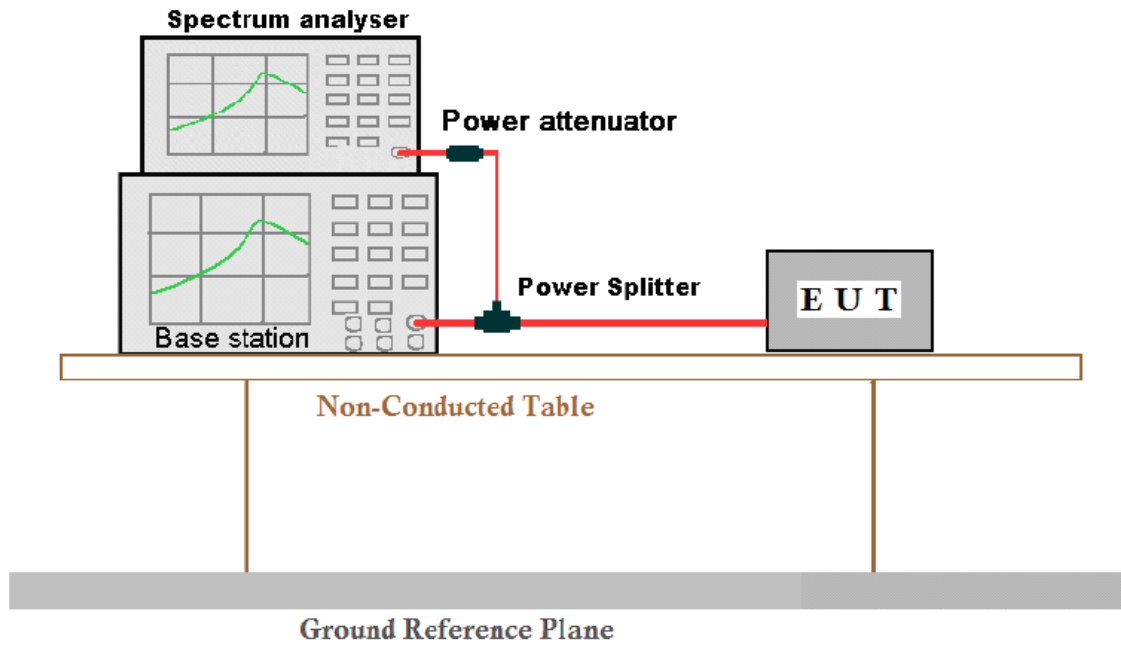 Spectrum analyser
Power attenuator
Power Splitter
E U T
Base station
Non-Conducted Table
Ground Reference Plane